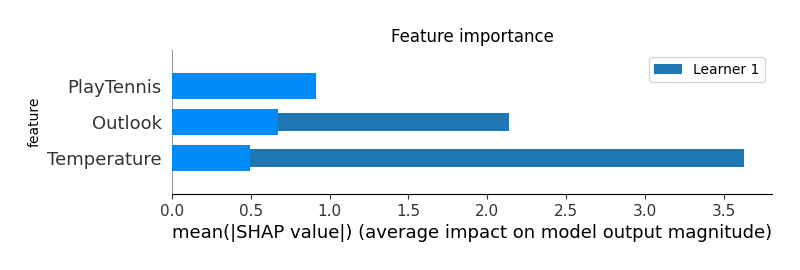 Feature importance
Learner 1
feature
PlayTennis
Outlook
Temperature
0.0 0.5 1.0 1.5 2.0 2.5 3.0 3.5
mean(|SHAP value|) (average impact on model output magnitude)